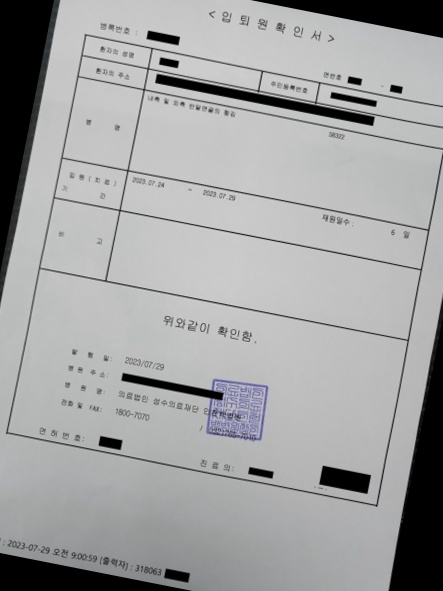 < 입 퇴 원 확 인 서 >
병록번호 :
연번호 -
환자의 성명
주민등록번호
환자의 주소
병 명
내측 및 외측 반달연골의 찢김 S8322
입 원 ( 치 료 )
기 간
2023.07.24 ~ 2023.07.29
재원일수 : 6 일
비 고
위와같이 확인함.
발 행 일: 2023/07/29
병원 주소:
병 원 명: 의료법인 성수의료재단
전화 및 FAX: 1800-7070 /
면 허 번 호:
진 료 의:
: 2023-07-29 오전 9:00:59 (출력자) : 318063